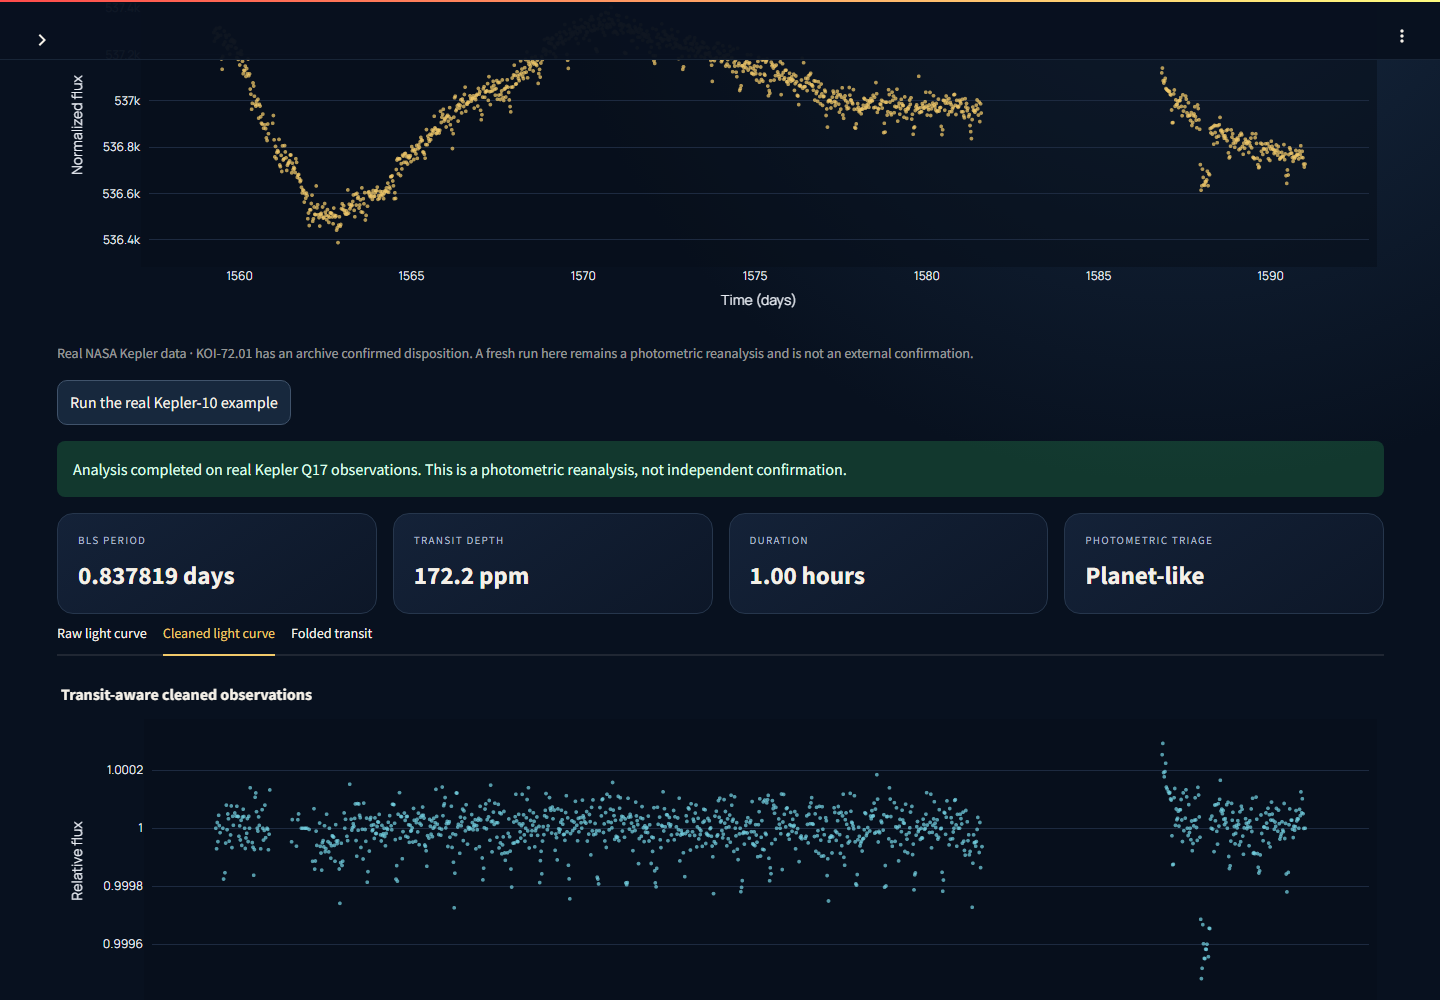 537.4k
537.2k
537k
536.8k
536.6k
536.4k
Normalized flux
1560 1565 1570 1575 1580 1585 1590
Time (days)
Real NASA Kepler data · KOI-72.01 has an archive confirmed disposition. A fresh run here remains a photometric reanalysis and is not an external confirmation.
Run the real Kepler-10 example
Analysis completed on real Kepler Q17 observations. This is a photometric reanalysis, not independent confirmation.
BLS PERIOD
0.837819 days
TRANSIT DEPTH
172.2 ppm
DURATION
1.00 hours
PHOTOMETRIC TRIAGE
Planet-like
Raw light curve Cleaned light curve Folded transit
Transit-aware cleaned observations
1.0002
1
0.9998
0.9996
Relative flux